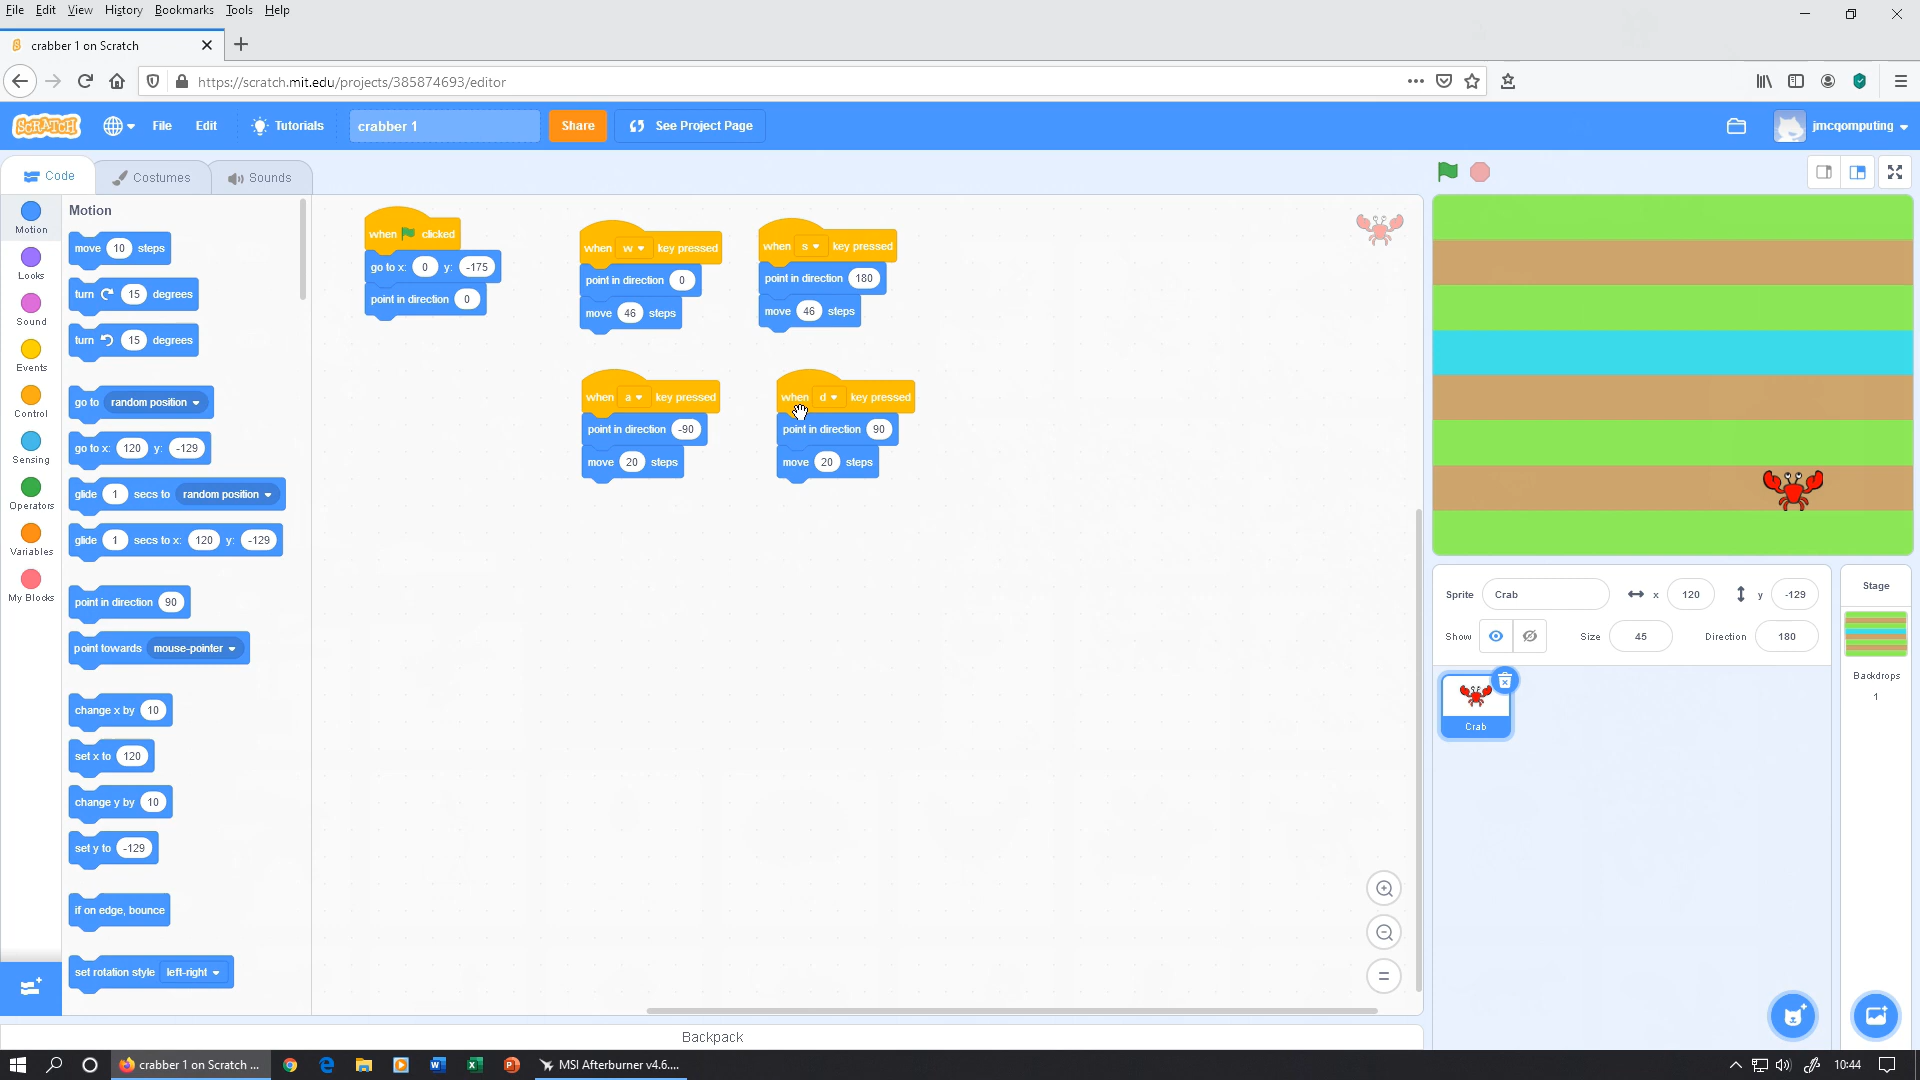 File Edit View History Bookmarks Tools Help
crabber 1 on Scratch
https://scratch.mit.edu/projects/385874693/editor
SCRATCH File Edit Tutorials crabber 1 Share See Project Page jmcqomputing
Code Costumes Sounds
Motion
Looks
Sound
Events
Control
Sensing
Operators
Variables
My Blocks
Motion
move 10 steps
turn 15 degrees
turn 15 degrees
go to random position
go to x: 120 y: -129
glide 1 secs to random position
glide 1 secs to x: 120 y: -129
point in direction 90
point towards mouse-pointer
change x by 10
set x to 120
change y by 10
set y to -129
if on edge, bounce
set rotation style left-right
when clicked
go to x: 0 y: -175
point in direction 0
when w key pressed
point in direction 0
move 46 steps
when s key pressed
point in direction 180
move 46 steps
when a key pressed
point in direction -90
move 20 steps
when d key pressed
point in direction 90
move 20 steps
Sprite Crab x 120 y -129
Show Size 45 Direction 180
Crab
Stage
Backdrops
1
Backpack
crabber 1 on Scratch ...
MSI Afterburner v4.6....
10:44